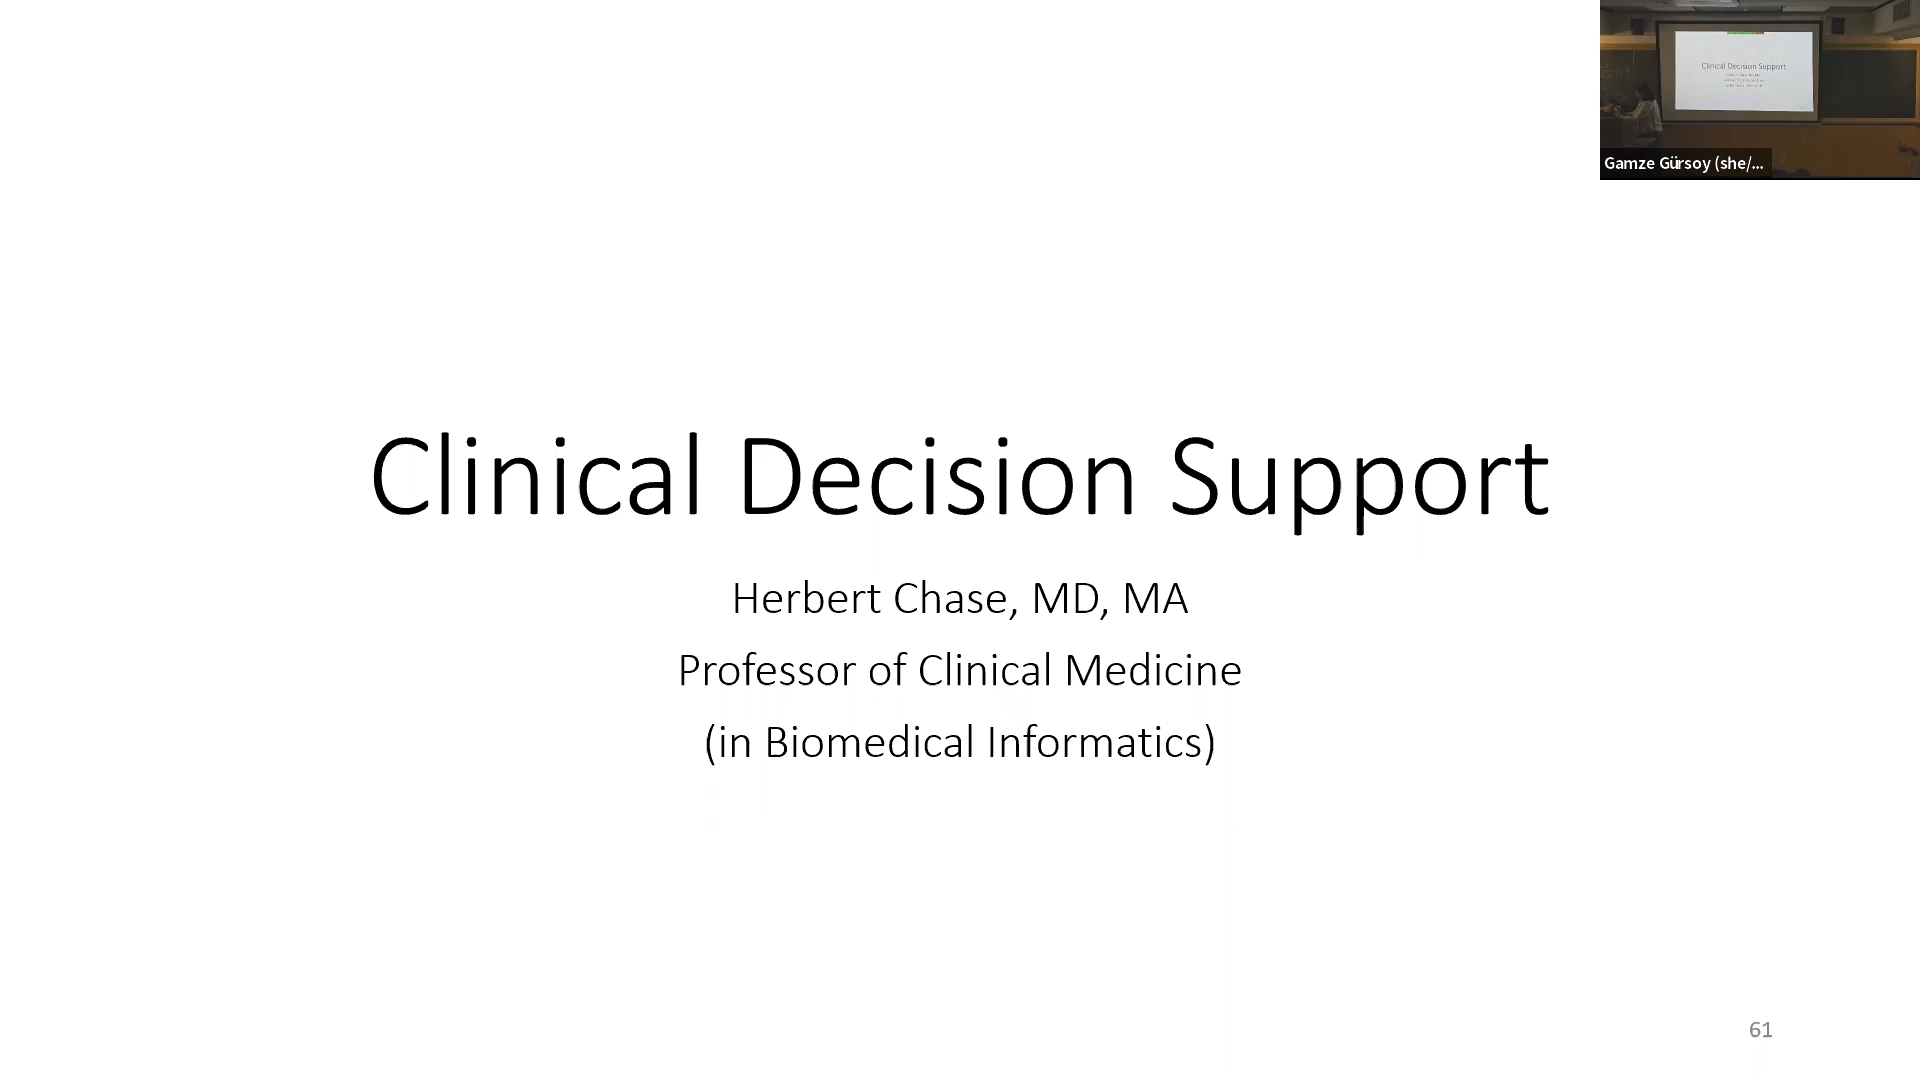 Clinical Decision Support
Gamze Gürsoy (she/...
Clinical Decision Support
Herbert Chase, MD, MA
Professor of Clinical Medicine
(in Biomedical Informatics)
61